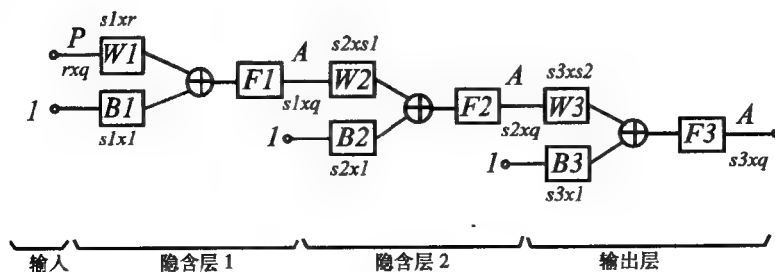 s1xr
P W1
rxq
F1 A s2xs1
W2
1 B1
s1x1
s1xq
F2 A s3xs2
W3
1 B2
s2x1
s2xq
F3 A
1 B3
s3x1
s3xq
输入 隐含层 1 隐含层 2 输出层